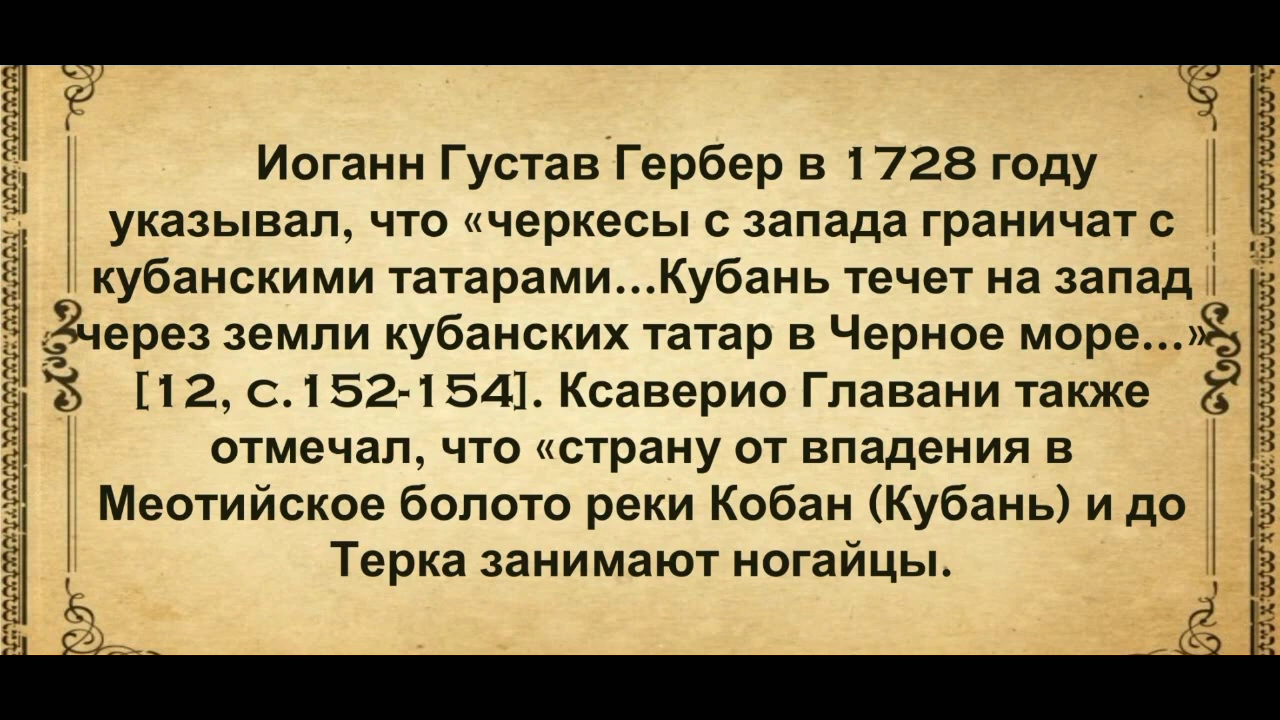 Иоганн Густав Гербер в 1728 году
указывал, что «черкесы с запада граничат с
кубанскими татарами...Кубань течет на запад
через земли кубанских татар в Черное море...»
[12, с.152-154]. Ксаверио Главани также
отмечал, что «страну от впадения в
Меотийское болото реки Кобан (Кубань) и до
Терка занимают ногайцы.